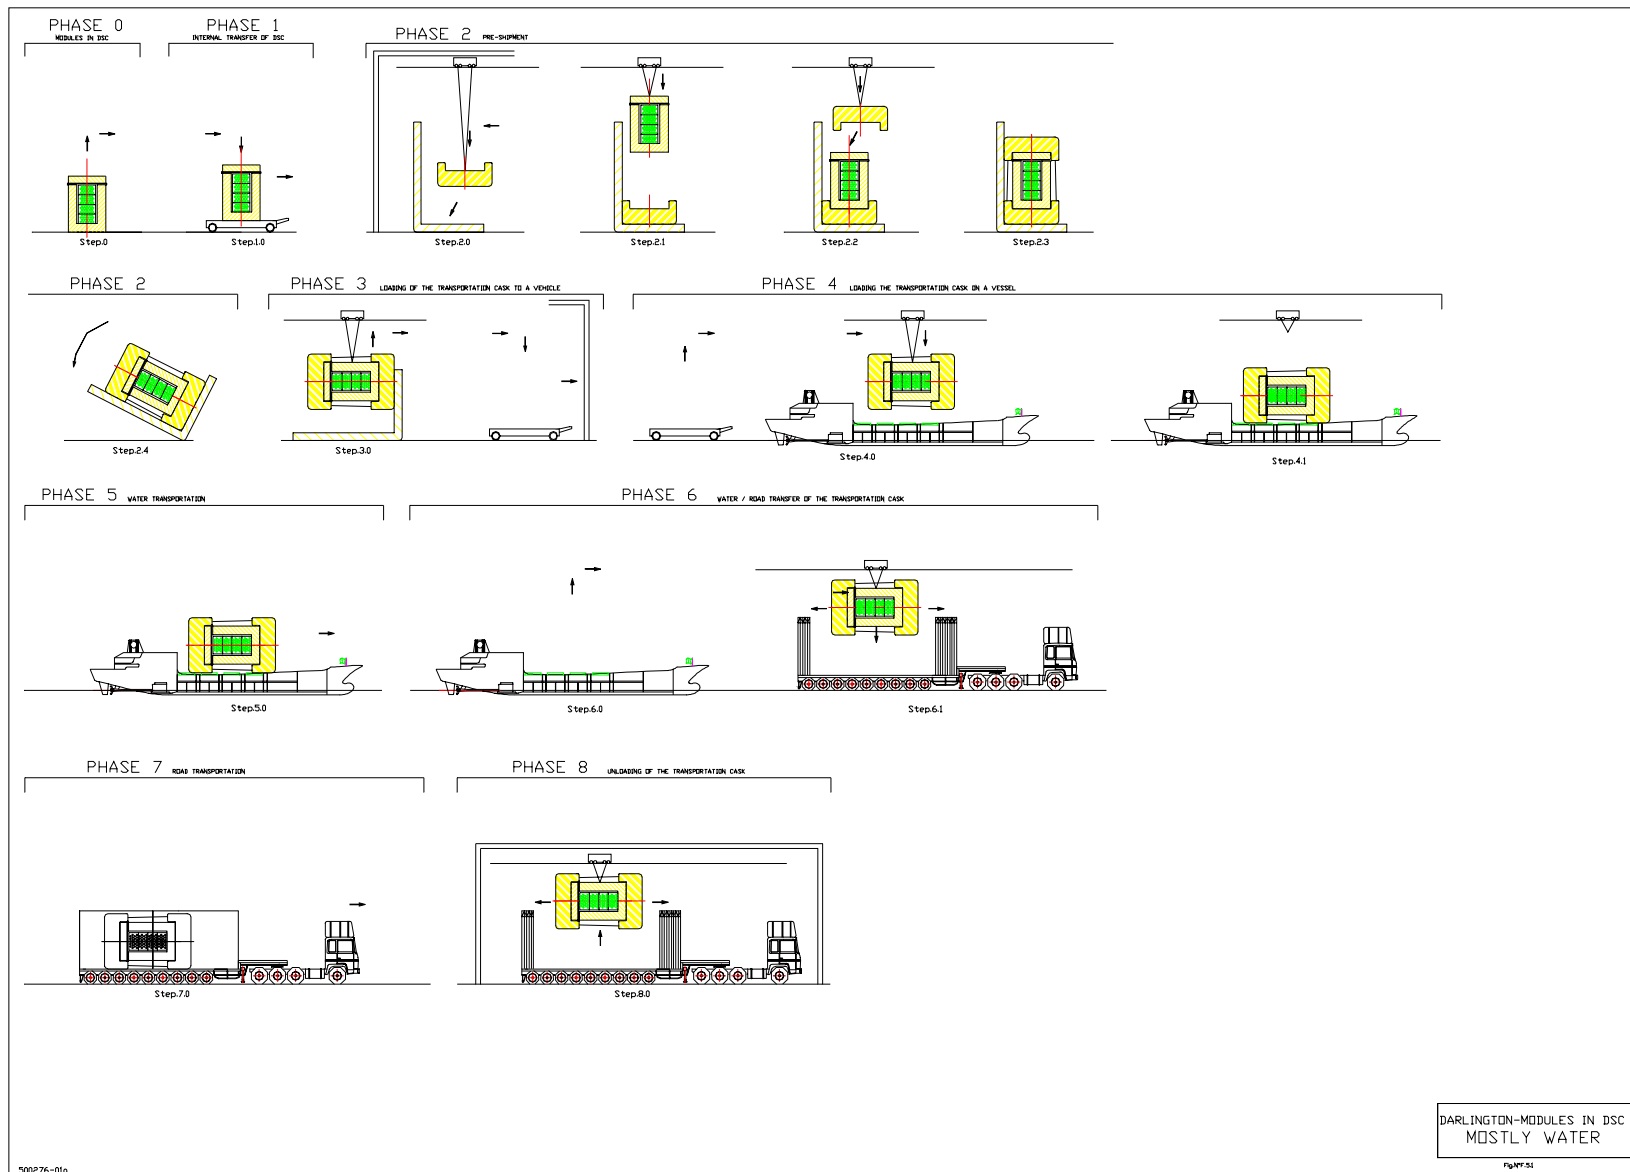 PHASE 0
MODULES IN DSC
PHASE 1
INTERNAL TRANSFER OF DSC
PHASE 2 PRE-SHIPMENT
Step.0
Step.1.0
Step.2.0
Step.2.1
Step.2.2
Step.2.3
PHASE 2
PHASE 3 LOADING OF THE TRANSPORTATION CASK TO A VEHICLE
PHASE 4 LOADING THE TRANSPORTATION CASK ON A VESSEL
Step.2.4
Step.3.0
Step.4.0
Step.4.1
PHASE 5 WATER TRANSPORTATION
PHASE 6 WATER / ROAD TRANSFER OF THE TRANSPORTATION CASK
Step.5.0
Step.6.0
Step.6.1
PHASE 7 ROAD TRANSPORTATION
PHASE 8 UNLOADING OF THE TRANSPORTATION CASK
Step.7.0
Step.8.0
DARLINGTON-MODULES IN DSC
MOSTLY WATER
500276-01a